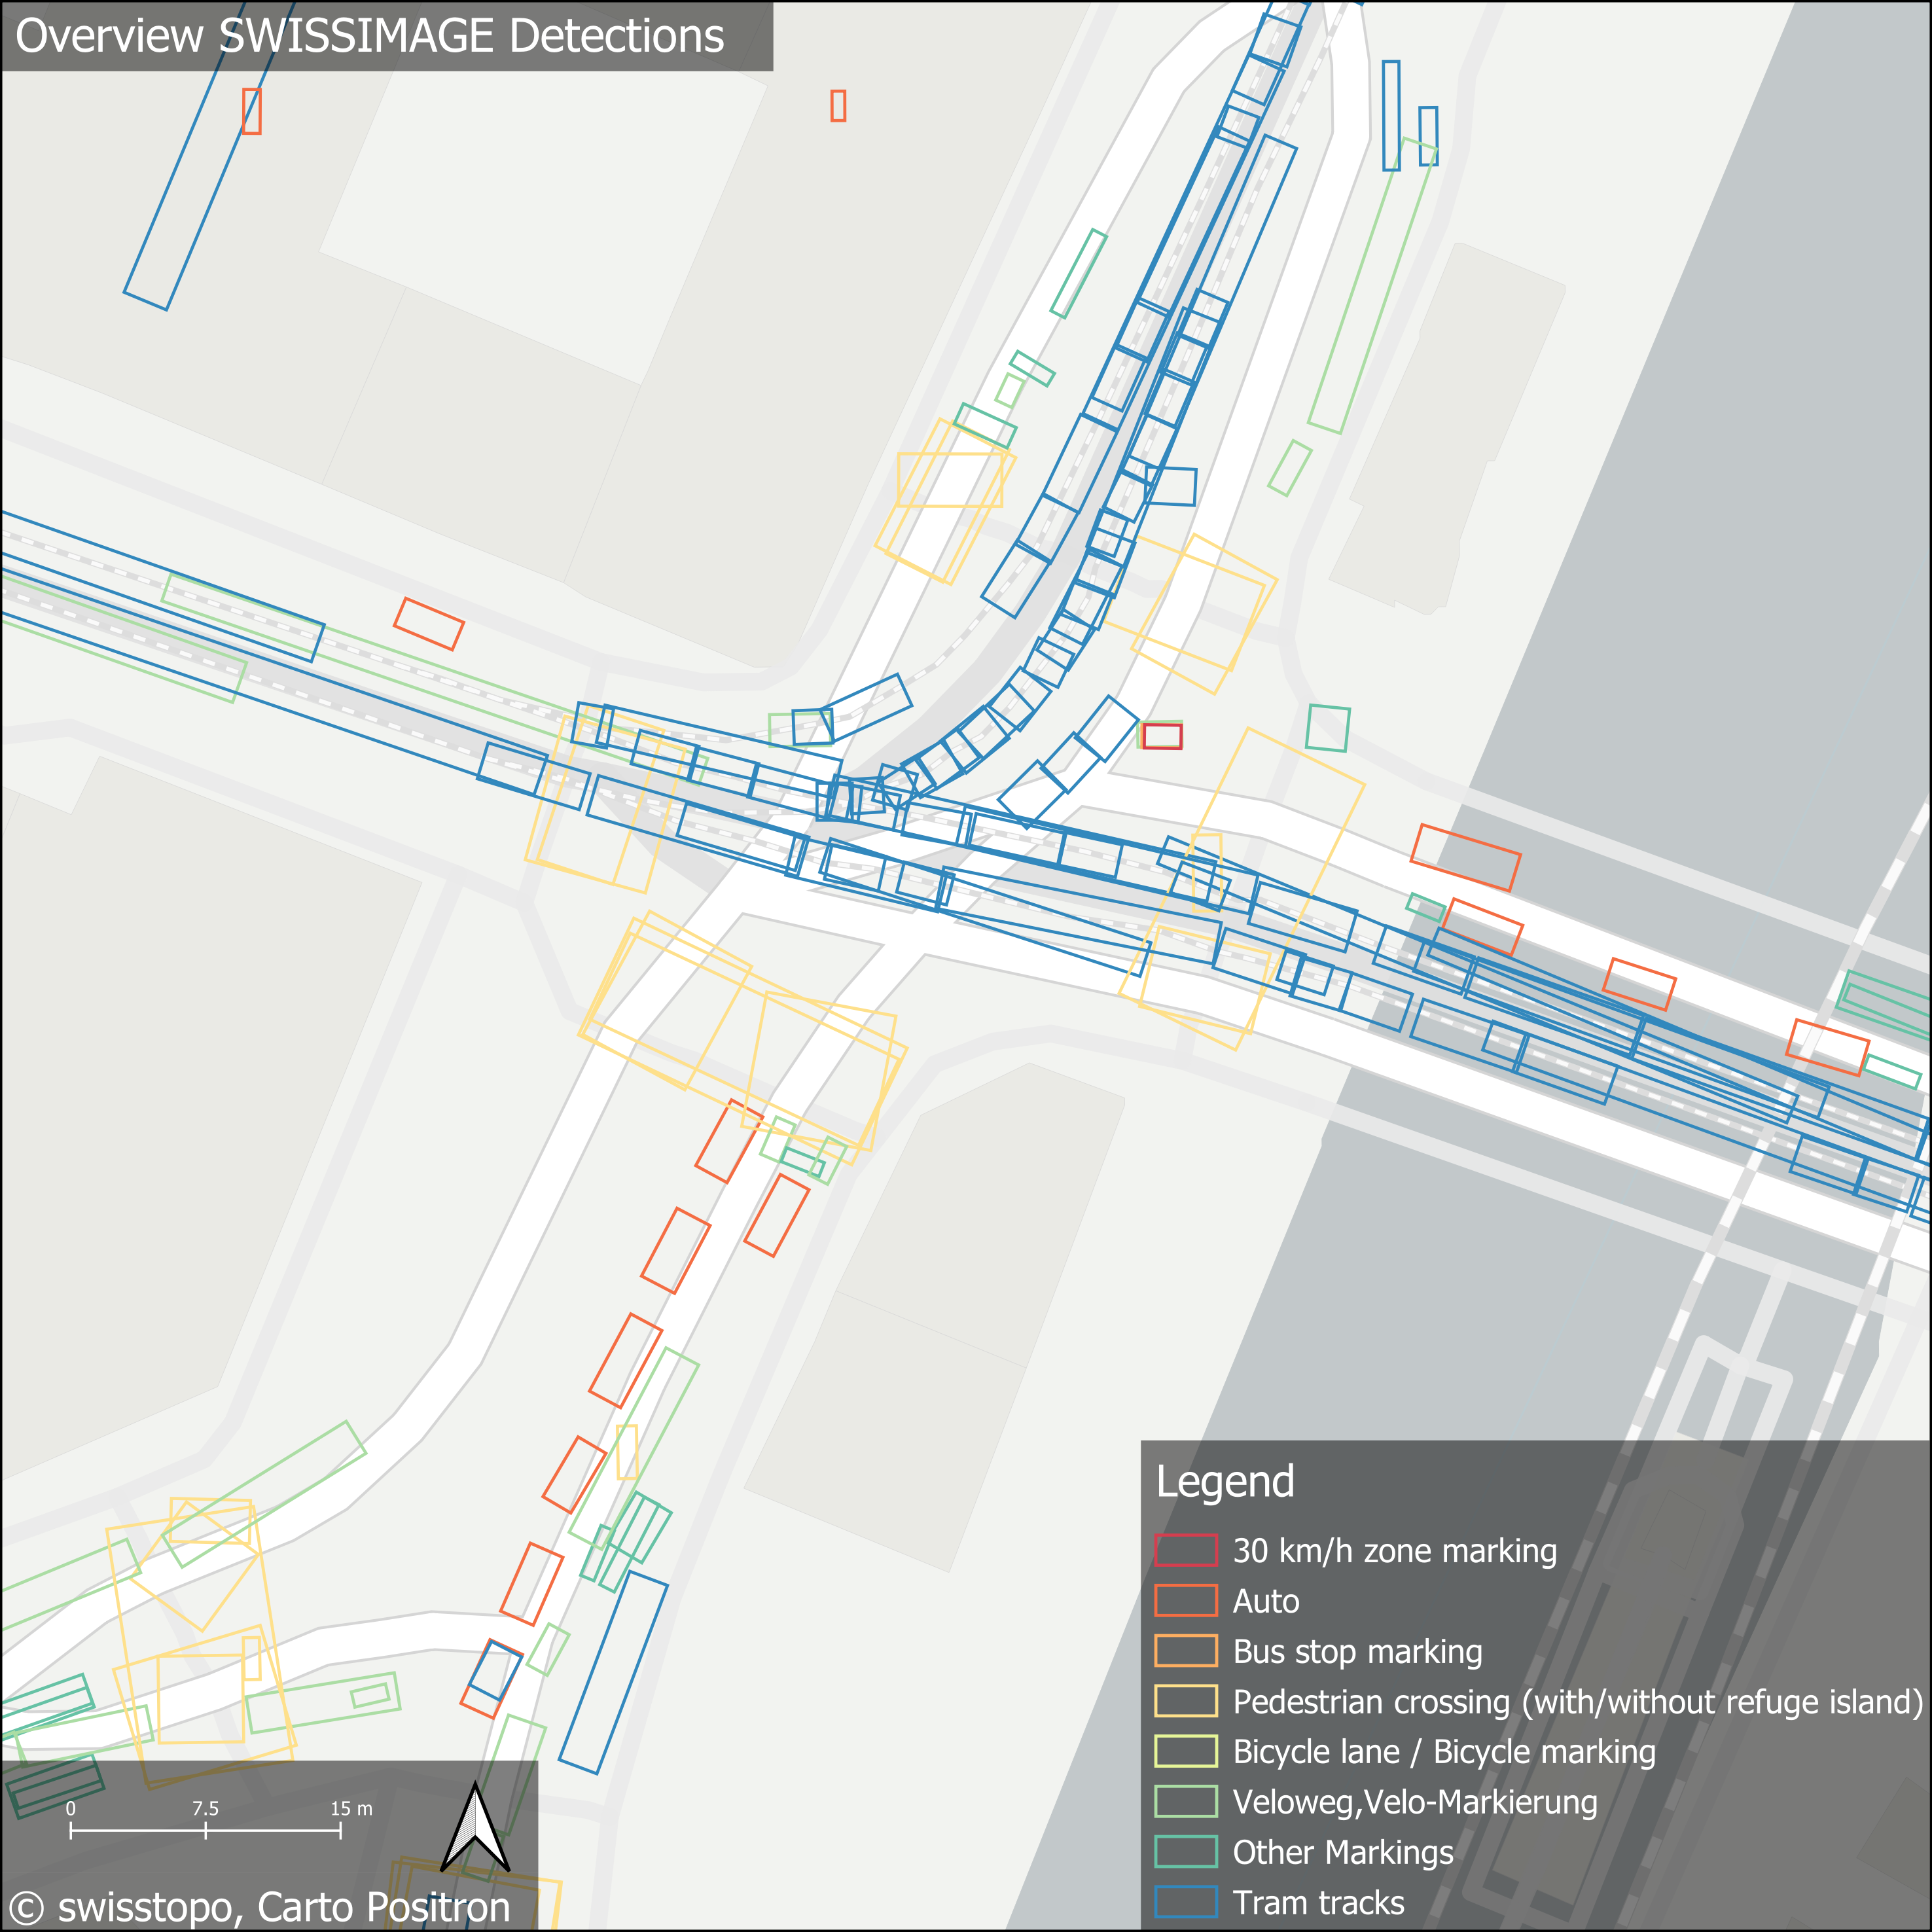 Overview SWISSIMAGE Detections
Legend
30 km/h zone marking
Auto
Bus stop marking
Pedestrian crossing (with/without refuge island)
Bicycle lane / Bicycle marking
Veloweg,Velo-Markierung
Other Markings
Tram tracks
0 7.5 15 m
© swisstopo, Carto Positron